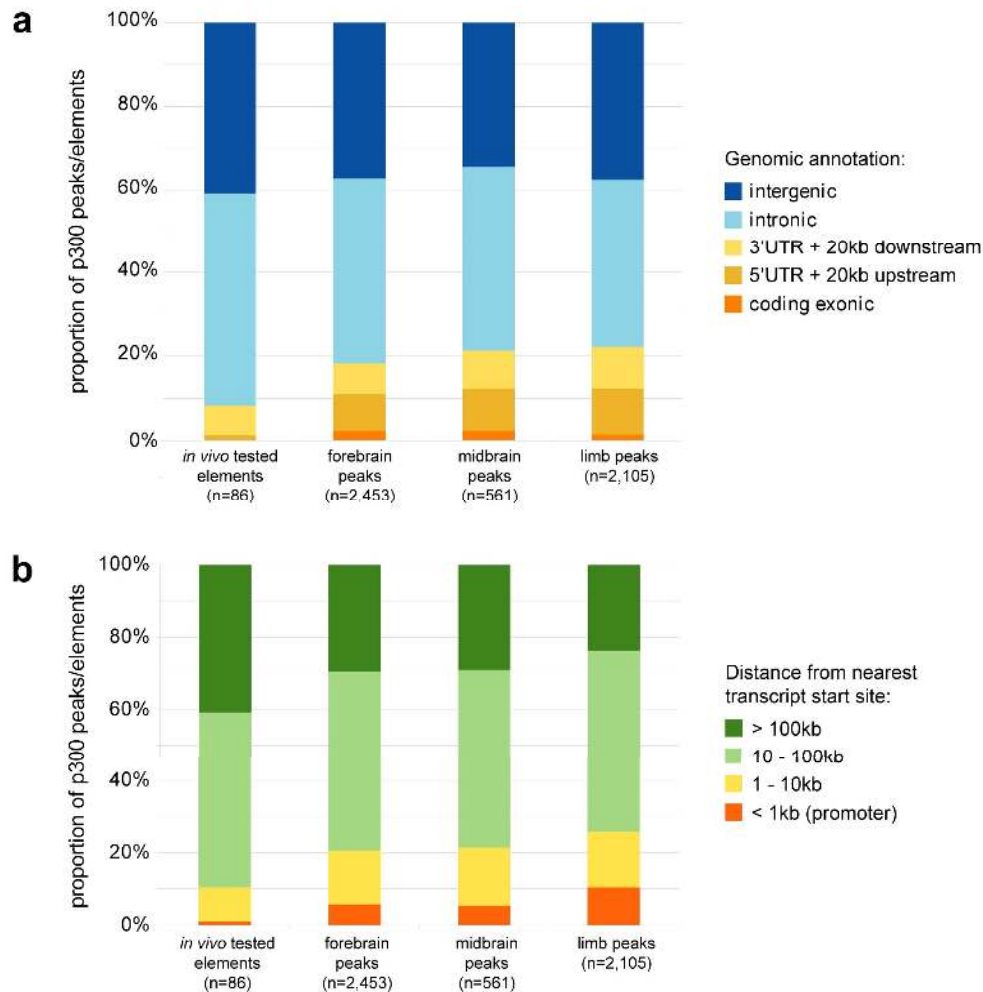 a
100%
80%
60%
40%
20%
0%
proportion of p300 peaks/elements
in vivo tested
elements
(n=86)
forebrain
peaks
(n=2,453)
midbrain
peaks
(n=561)
limb peaks
(n=2,105)
Genomic annotation:
intergenic
intronic
3'UTR + 20kb downstream
5'UTR + 20kb upstream
coding exonic
b
100%
80%
60%
40%
20%
0%
proportion of p300 peaks/elements
in vivo tested
elements
(n=86)
forebrain
peaks
(n=2,453)
midbrain
peaks
(n=561)
limb peaks
(n=2,105)
Distance from nearest
transcript start site:
> 100kb
10 - 100kb
1 - 10kb
< 1kb (promoter)